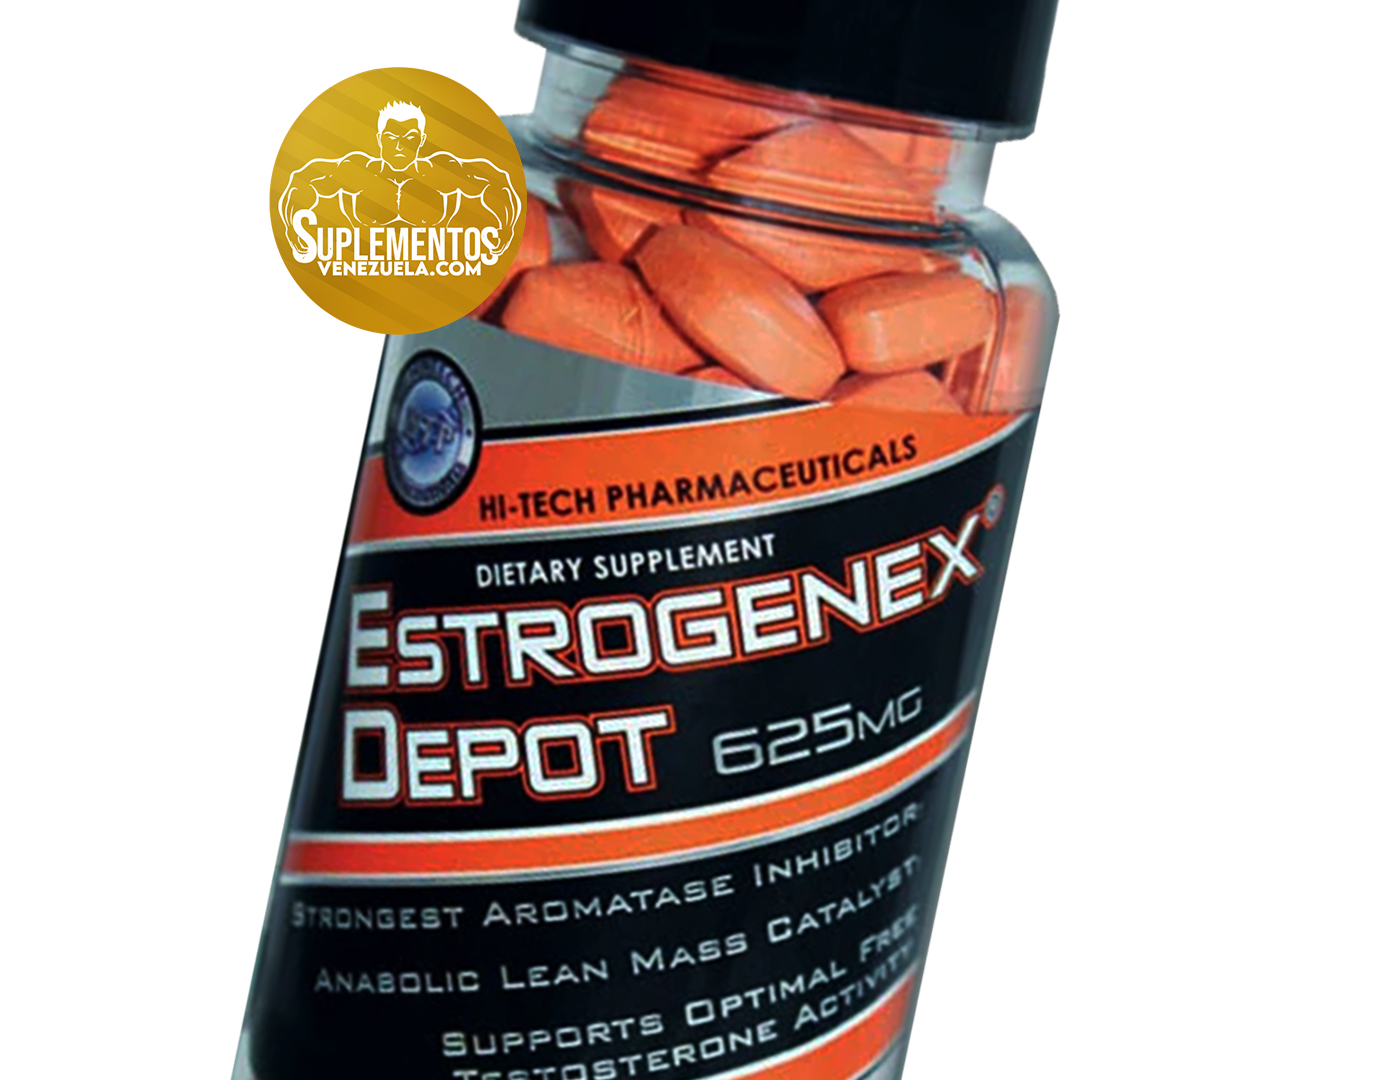 SUPLEMENTOS
VENEZUELA.COM
HI-TECH PHARMACEUTICALS
DIETARY SUPPLEMENT
ESTROGENEX®
DEPOT 625MG
STRONGEST AROMATASE INHIBITOR
ANABOLIC LEAN MASS CATALYST
SUPPORTS OPTIMAL FREE
TESTOSTERONE ACTIVITY